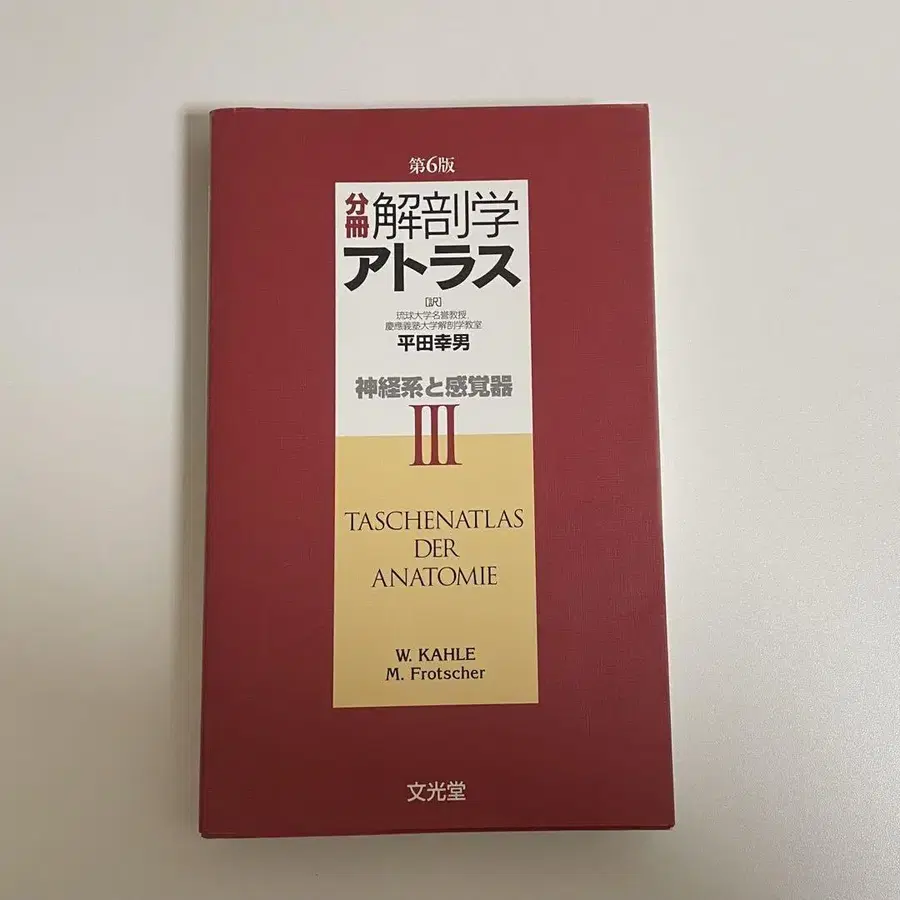 第6版
分冊 解剖学
アトラス
[訳]
琉球大学名誉教授,
慶應義塾大学解剖学教室
平田幸男
神経系と感覚器
III
TASCHENATLAS
DER
ANATOMIE
W. KAHLE
M. Frotscher
文光堂